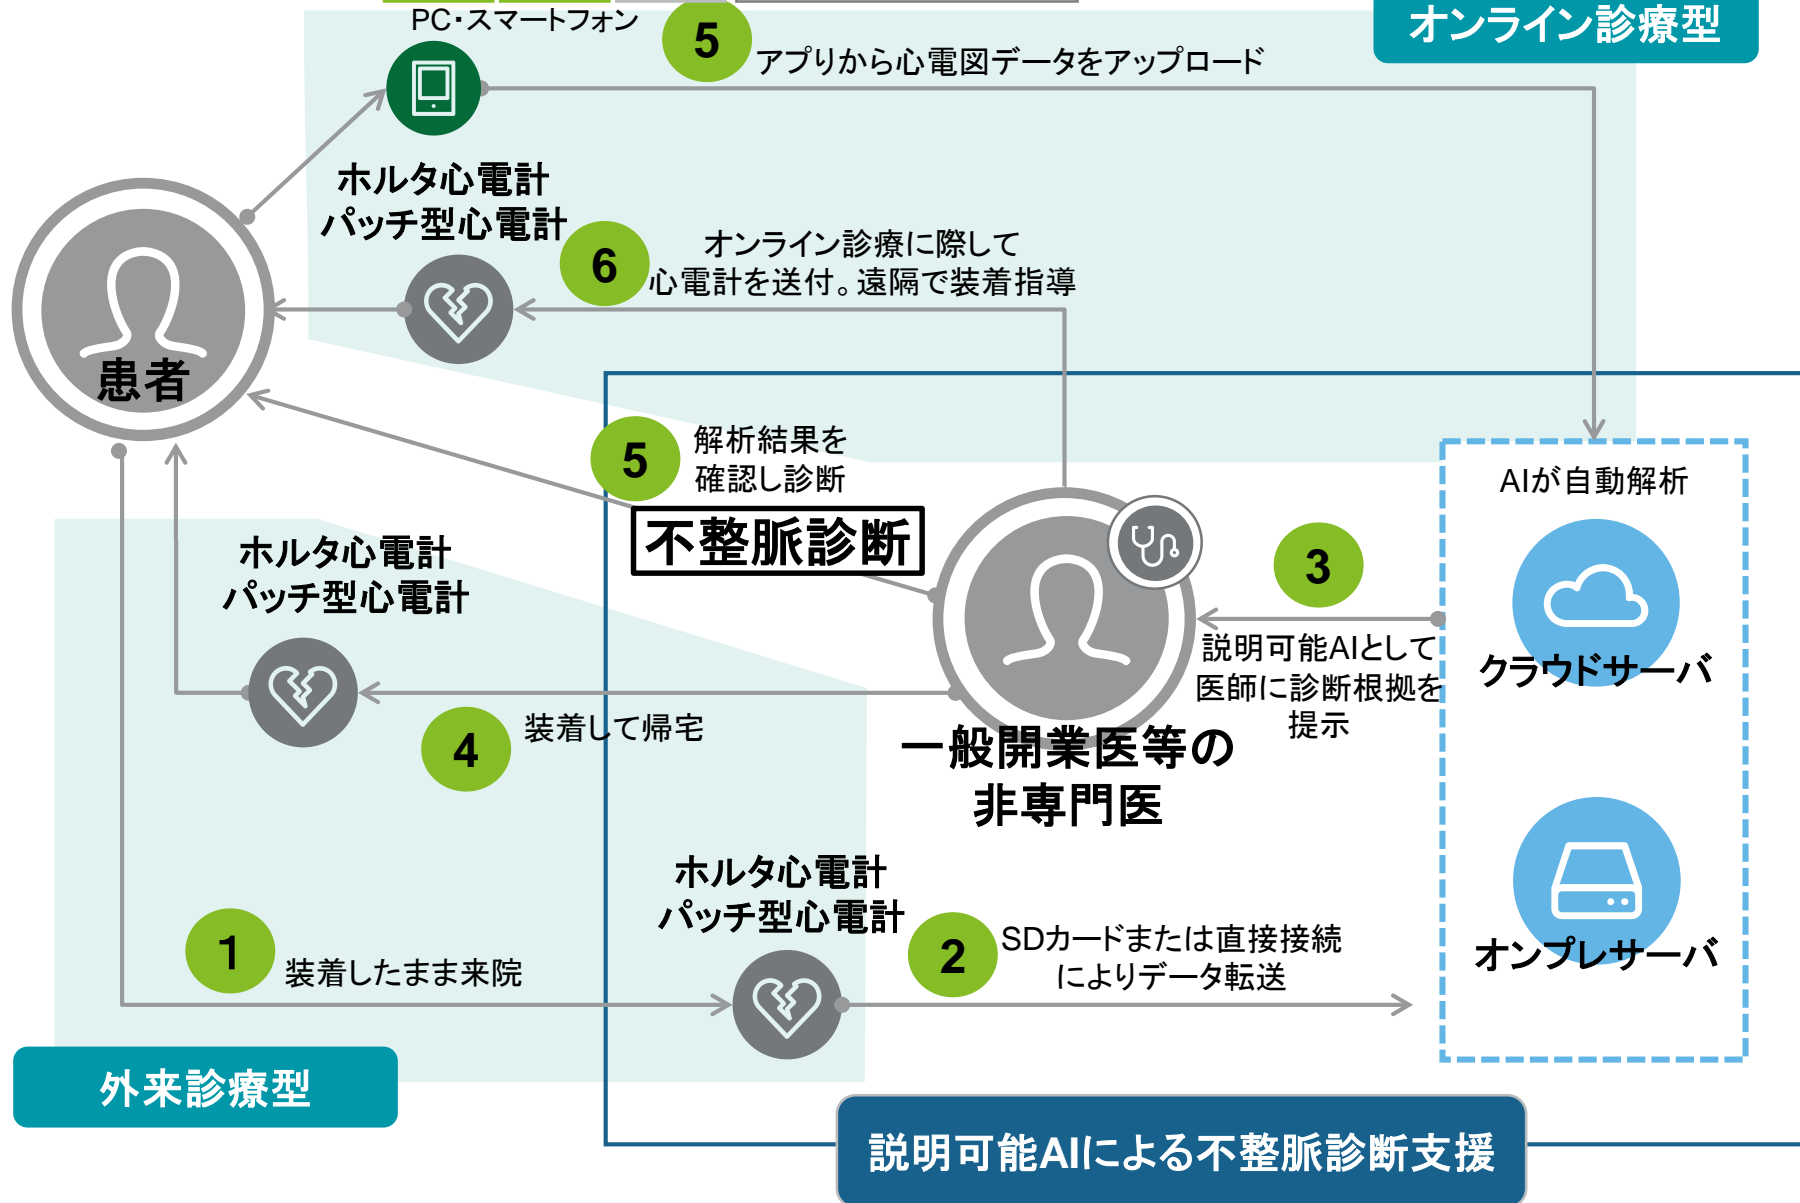 オンライン診療型
PC・スマートフォン
5
アプリから心電図データをアップロード
ホルタ心電計
パッチ型心電計
6
オンライン診療に際して
心電計を送付。遠隔で装着指導
患者
5
解析結果を
確認し診断
不整脈診断
AIが自動解析
クラウドサーバ
オンプレサーバ
3
説明可能AIとして
医師に診断根拠を
提示
ホルタ心電計
パッチ型心電計
4
装着して帰宅
一般開業医等の
非専門医
ホルタ心電計
パッチ型心電計
1
装着したまま来院
2
SDカードまたは直接接続
によりデータ転送
外来診療型
説明可能AIによる不整脈診断支援